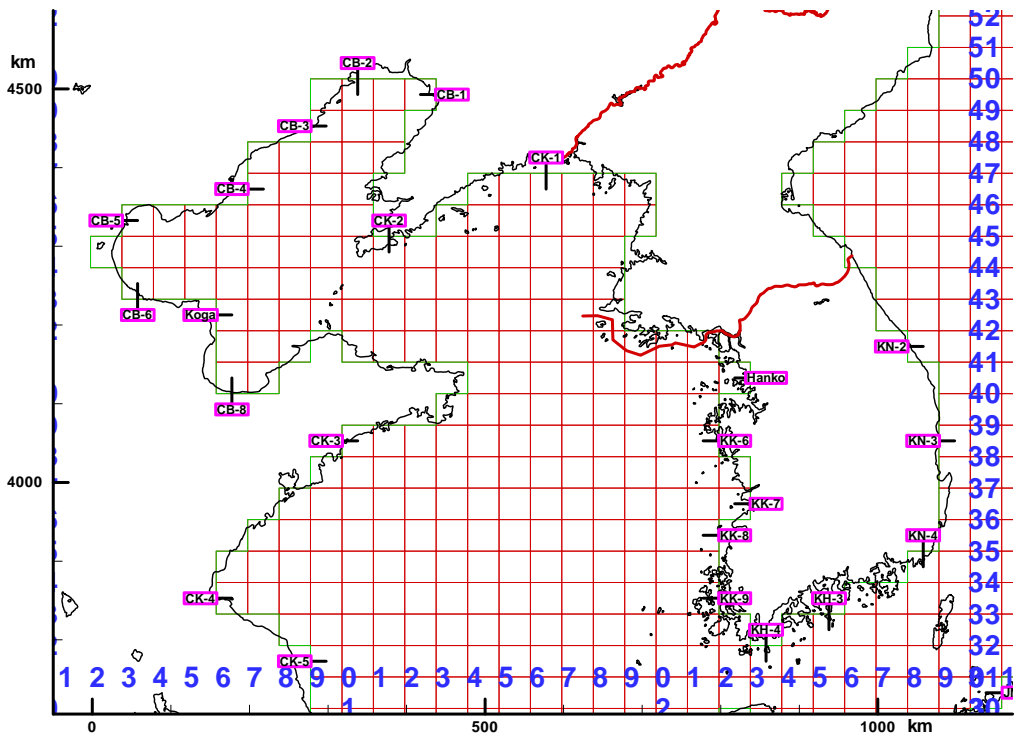 52
km
51
CB-2
50
4500
CB-1
49
CB-3
48
CK-1
47
CB-4
46
CB-5
CK-2
45
44
43
CB-6
Koga
42
KN-2
41
Hanko
40
CB-8
39
CK-3
KK-6
KN-3
38
4000
37
KK-7
36
KK-8
KN-4
35
34
CK-4
KK-9
KH-3
33
KH-4
32
CK-5
1 2 3 4 5 6 7 8 9 0 1 2 3 4 5 6 7 8 9 0 1 2 3 4 5 6 7 8 9 0 1
1
2
30
0
500
1000
km